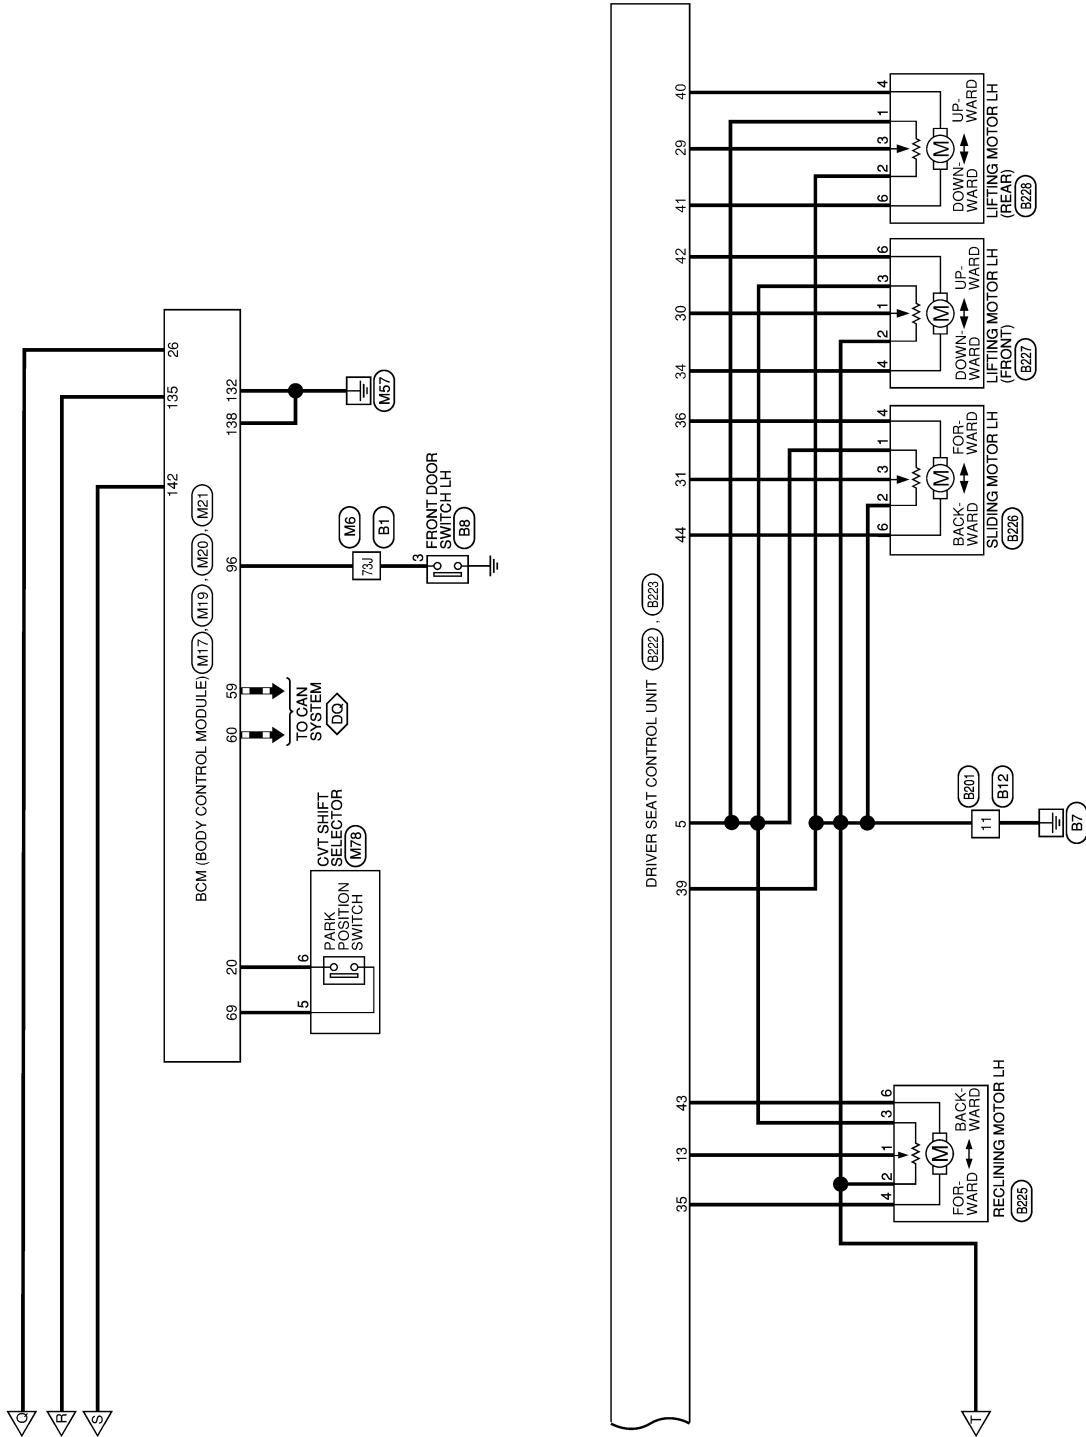 Q
R
S
BCM (BODY CONTROL MODULE) M17 , M19 , M20 , M21
142
135
26
69
20
60
59
96
138
132
5
6
PARK
POSITION
SWITCH
CVT SHIFT
SELECTOR
M78
TO CAN
SYSTEM
DQ
73J
M6
B1
3
FRONT DOOR
SWITCH LH
B8
M57
DRIVER SEAT CONTROL UNIT B222 , B223
35
13
43
39
5
44
31
36
34
30
42
41
29
40
4
2
1
3
6
M
FOR-
WARD
BACK-
WARD
RECLINING MOTOR LH
B225
11
B201
B12
B7
6
2
3
1
4
M
BACK-
WARD
FOR-
WARD
SLIDING MOTOR LH
B226
4
2
1
3
6
M
DOWN-
WARD
UP-
WARD
LIFTING MOTOR LH
(FRONT)
B227
6
2
3
1
4
M
DOWN-
WARD
UP-
WARD
LIFTING MOTOR LH
(REAR)
B228
T